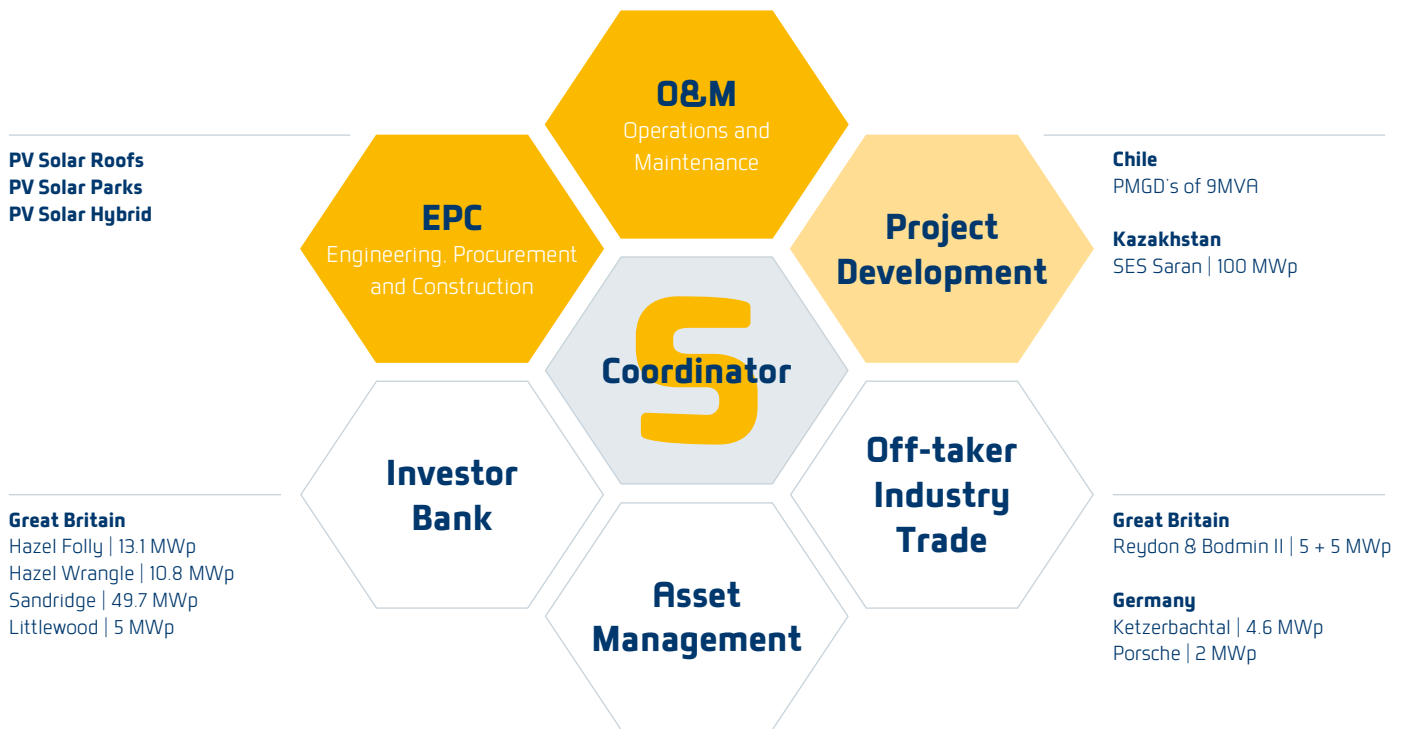 O&M
Operations and
Maintenance
PV Solar Roofs
PV Solar Parks
PV Solar Hybrid
EPC
Engineering, Procurement
and Construction
Project
Development
Chile
PMGD's of 9MVA
Kazakhstan
SES Saran | 100 MWp
S
Coordinator
Investor
Bank
Off-taker
Industry
Trade
Great Britain
Hazel Folly | 13.1 MWp
Hazel Wrangle | 10.8 MWp
Sandridge | 49.7 MWp
Littlewood | 5 MWp
Asset
Management
Great Britain
Reydon & Bodmin II | 5 + 5 MWp
Germany
Ketzerbachtal | 4.6 MWp
Porsche | 2 MWp